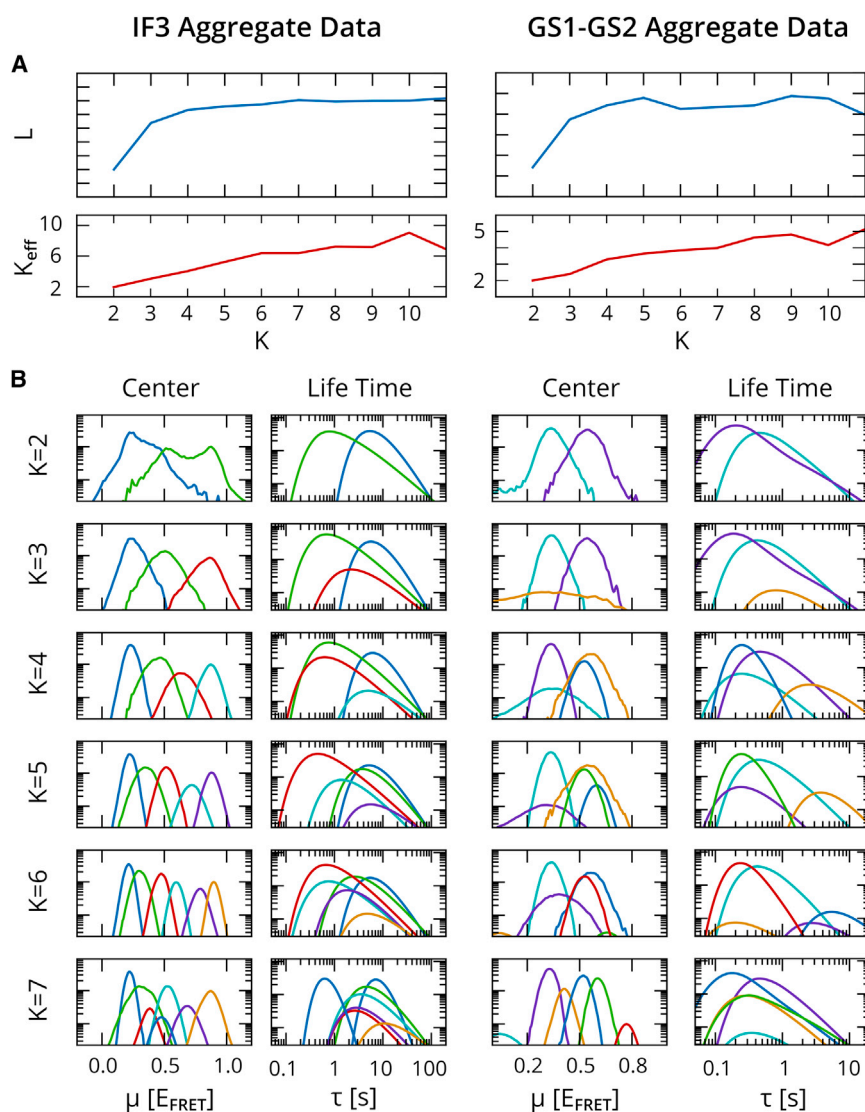 IF3 Aggregate Data GS1-GS2 Aggregate Data
A
L
K_eff
10
6
2
5
2
2 3 4 5 6 7 8 9 10 2 3 4 5 6 7 8 9 10
K K
B
Center Life Time Center Life Time
K=2
K=3
K=4
K=5
K=6
K=7
0.0 0.5 1.0 0.1 1 10 100 0.2 0.5 0.8 0.1 1 10
μ [E_FRET] τ [s] μ [E_FRET] τ [s]